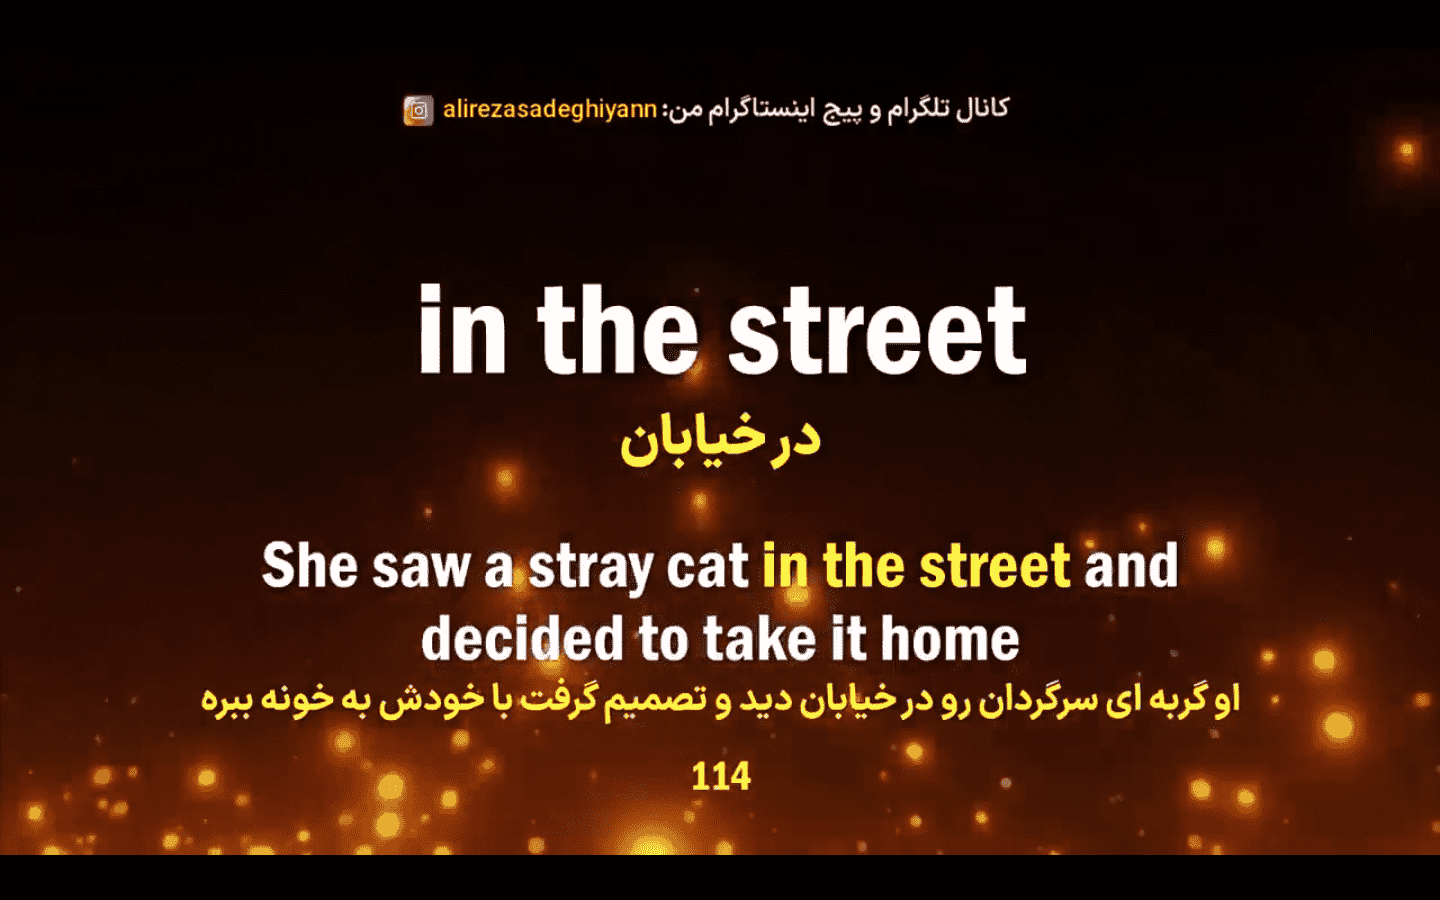 کانال تلگرام و پیج اینستاگرام من: alirezasadeghiyann
in the street
در خیابان
She saw a stray cat in the street and
decided to take it home
او گربه ای سرگردان رو در خیابان دید و تصمیم گرفت با خودش به خونه ببره
114